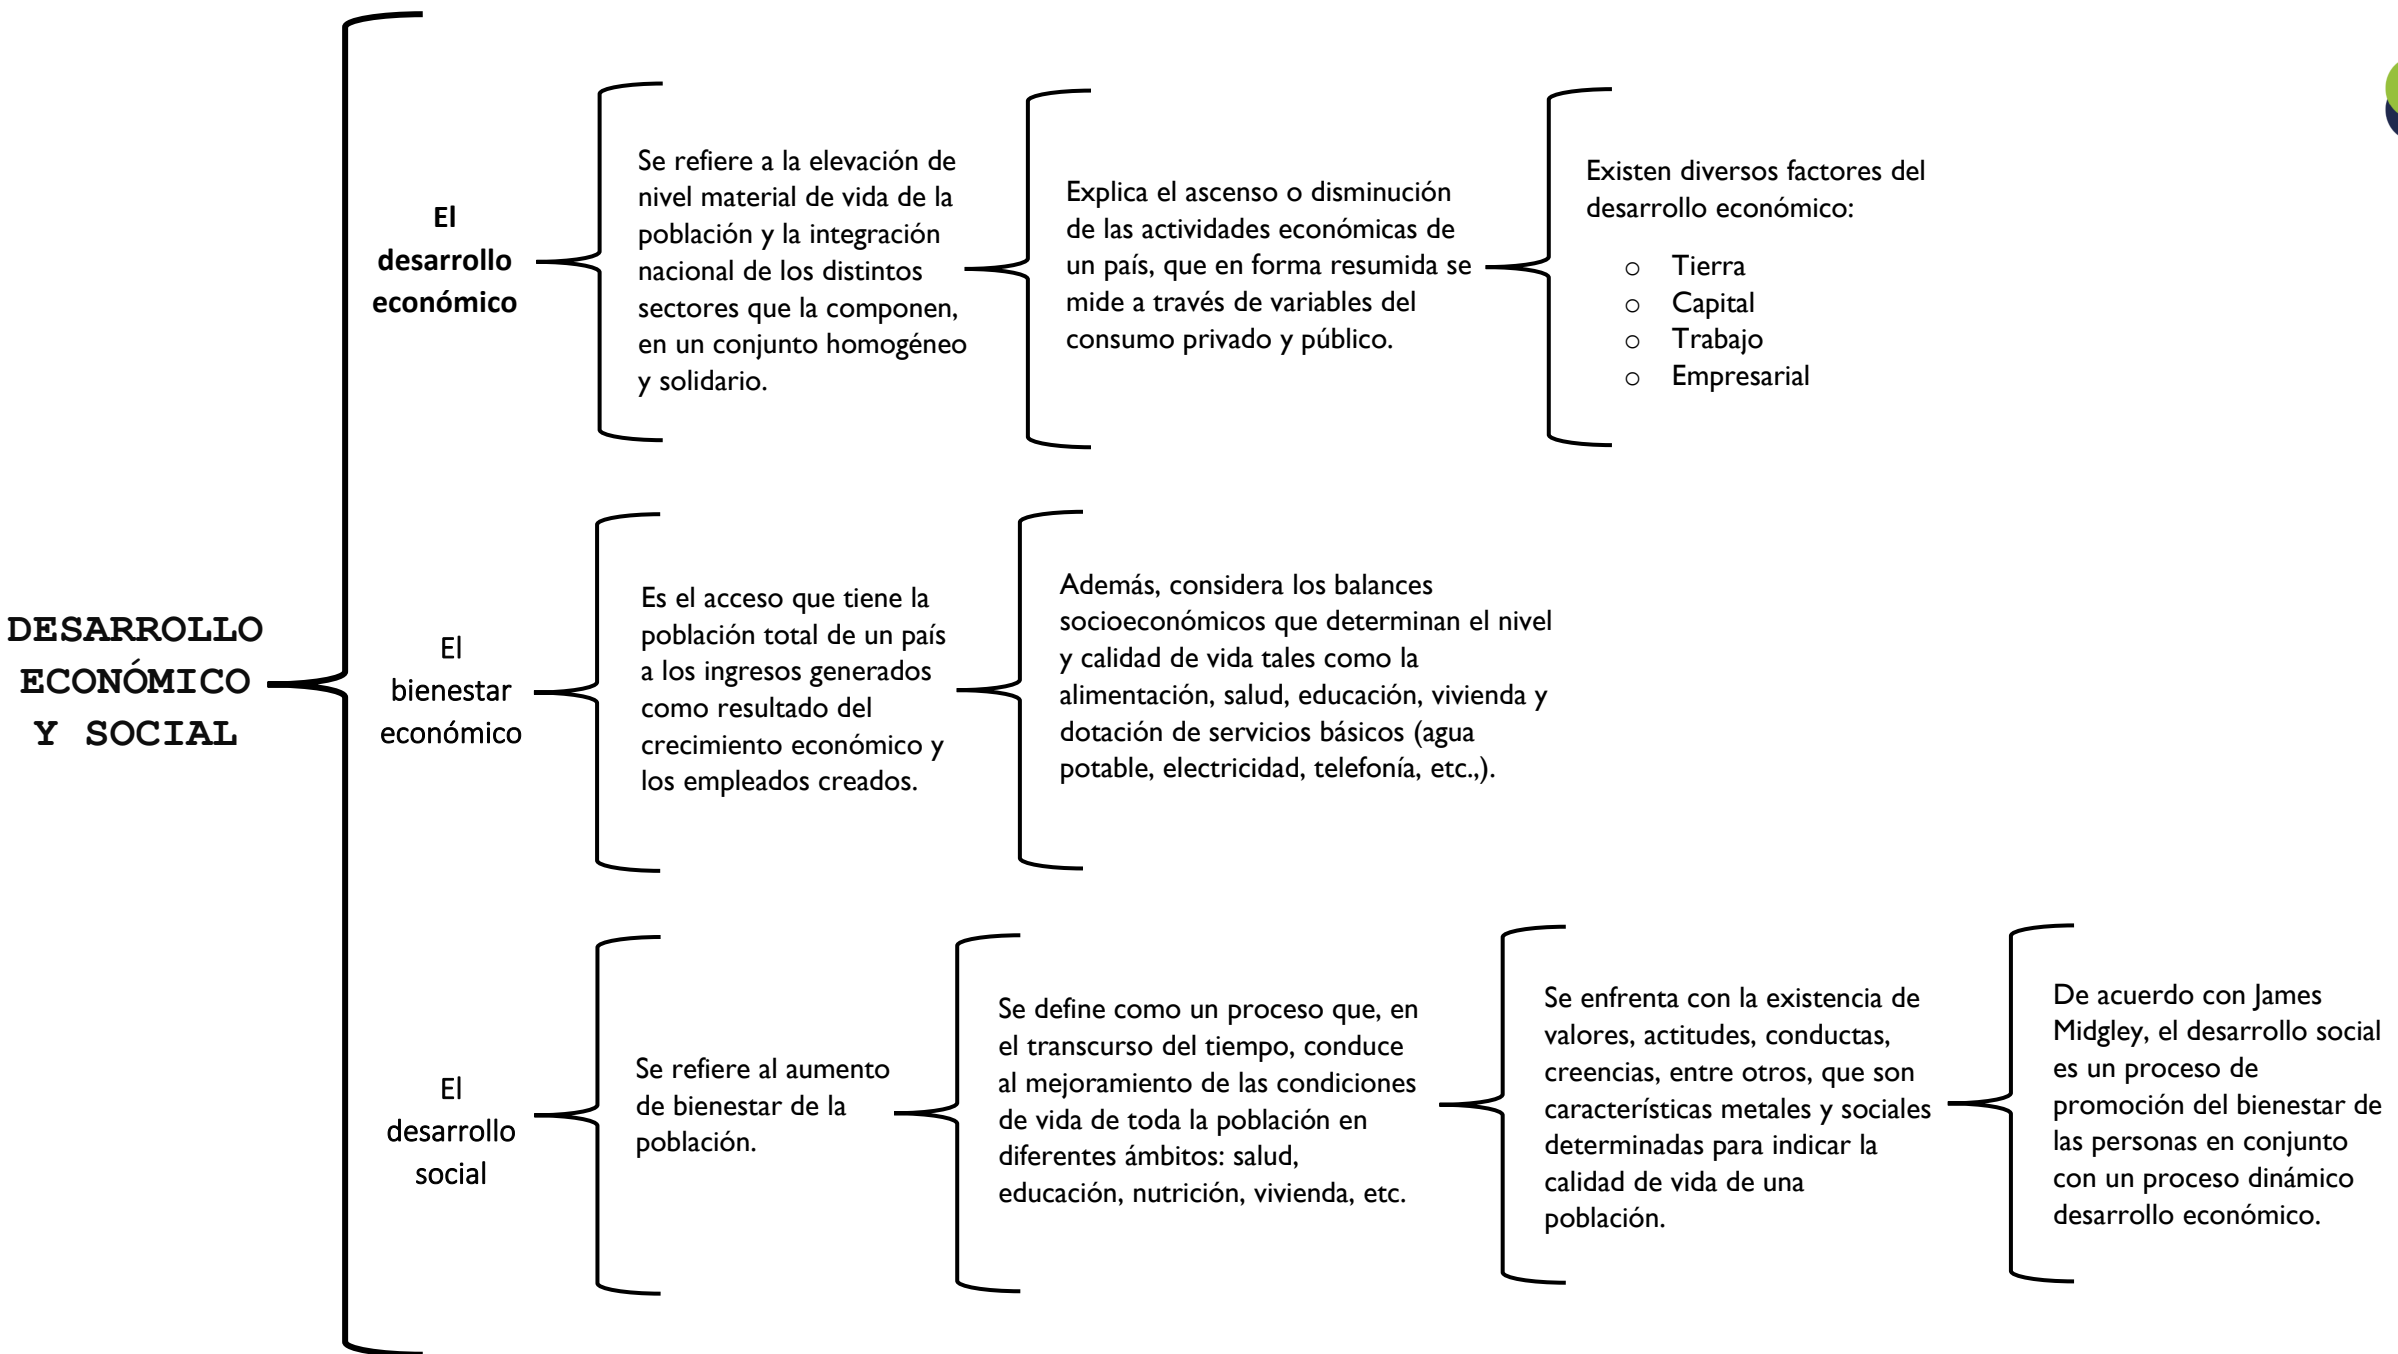 DESARROLLO
ECONÓMICO
Y SOCIAL
El
desarrollo
económico
Se refiere a la elevación de
nivel material de vida de la
población y la integración
nacional de los distintos
sectores que la componen,
en un conjunto homogéneo
y solidario.
Explica el ascenso o disminución
de las actividades económicas de
un país, que en forma resumida se
mide a través de variables del
consumo privado y público.
Existen diversos factores del
desarrollo económico:
o Tierra
o Capital
o Trabajo
o Empresarial
El
bienestar
económico
Es el acceso que tiene la
población total de un país
a los ingresos generados
como resultado del
crecimiento económico y
los empleados creados.
Además, considera los balances
socioeconómicos que determinan el nivel
y calidad de vida tales como la
alimentación, salud, educación, vivienda y
dotación de servicios básicos (agua
potable, electricidad, telefonía, etc.,).
El
desarrollo
social
Se refiere al aumento
de bienestar de la
población.
Se define como un proceso que, en
el transcurso del tiempo, conduce
al mejoramiento de las condiciones
de vida de toda la población en
diferentes ámbitos: salud,
educación, nutrición, vivienda, etc.
Se enfrenta con la existencia de
valores, actitudes, conductas,
creencias, entre otros, que son
características metales y sociales
determinadas para indicar la
calidad de vida de una
población.
De acuerdo con James
Midgley, el desarrollo social
es un proceso de
promoción del bienestar de
las personas en conjunto
con un proceso dinámico
desarrollo económico.